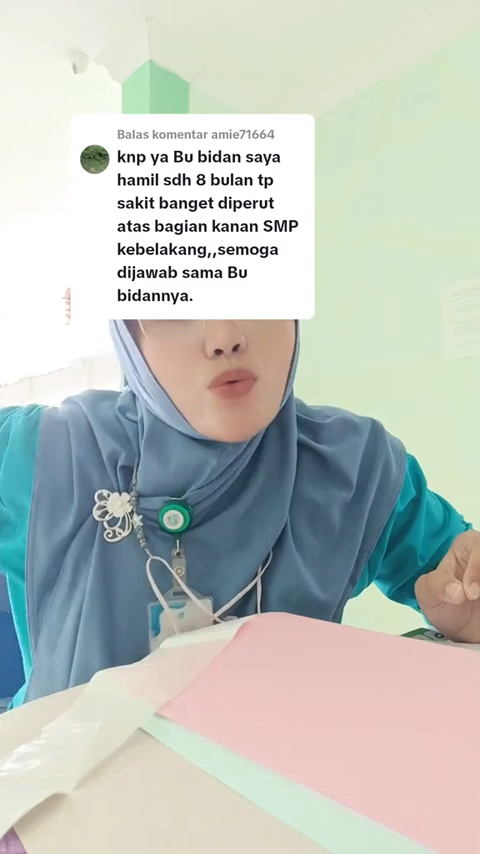 Balas komentar amie71664
knp ya Bu bidan saya
hamil sdh 8 bulan tp
sakit banget diperut
atas bagian kanan SMP
kebelakang,,semoga
dijawab sama Bu
bidannya.